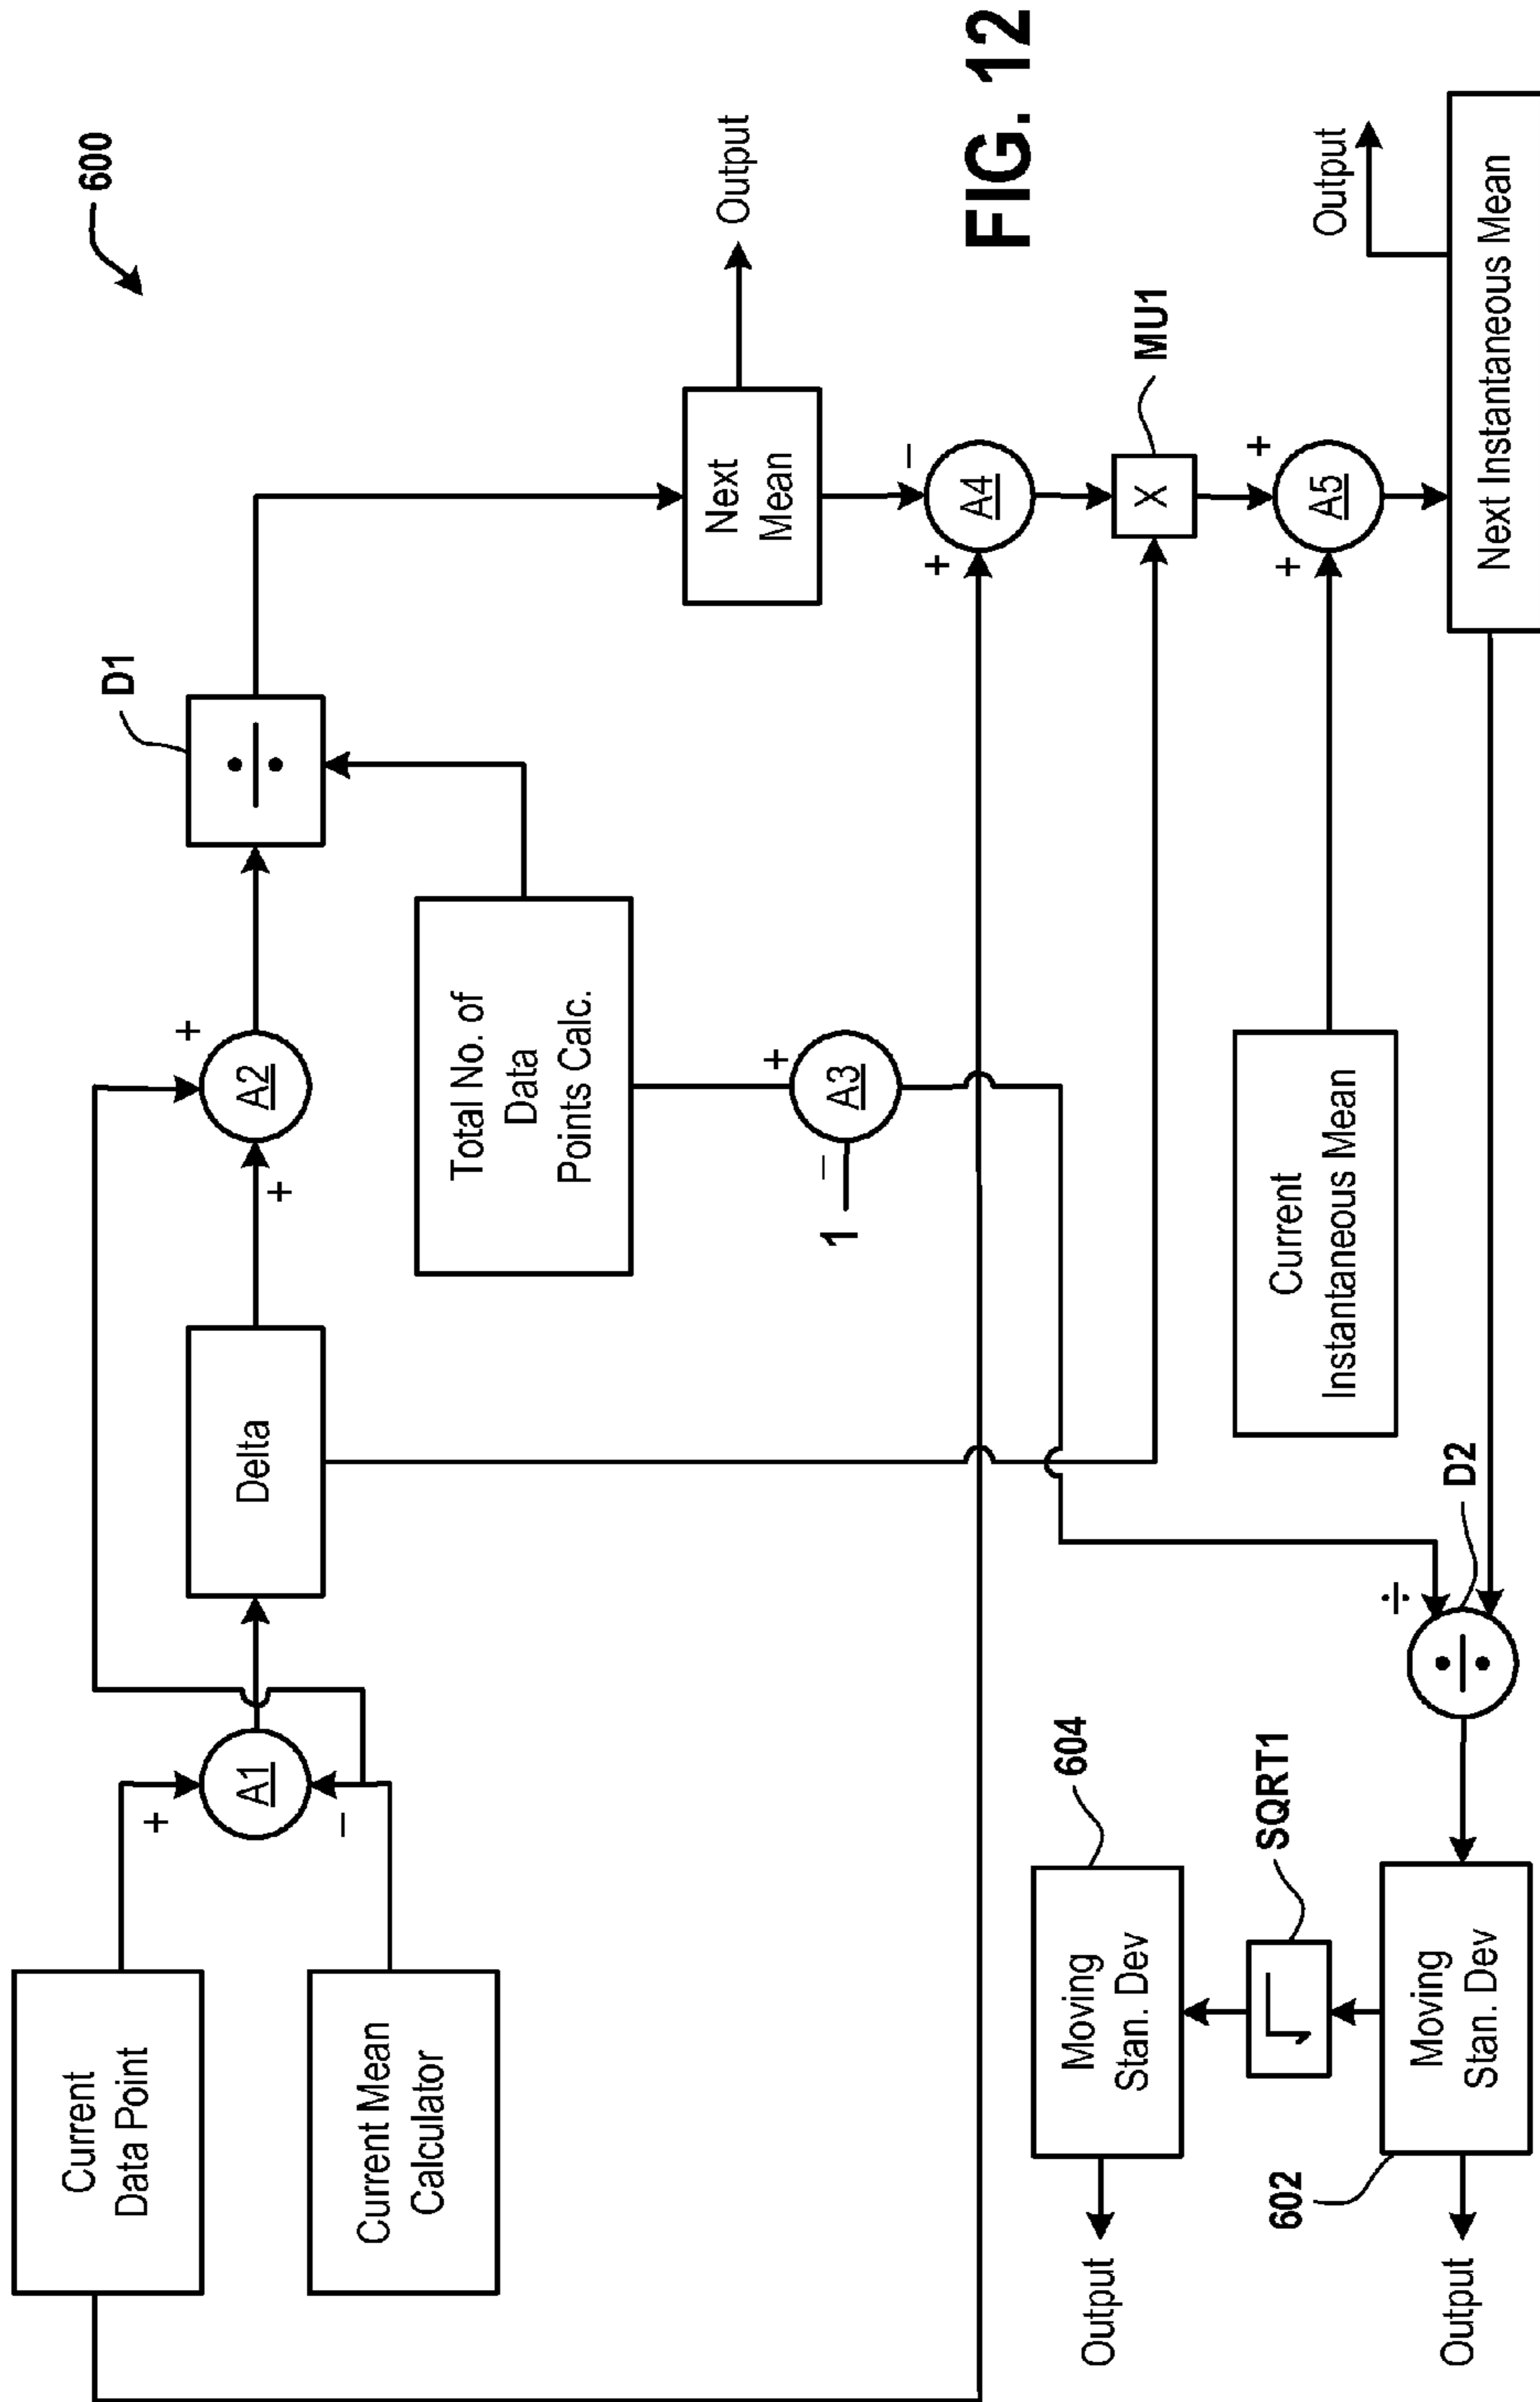 600
Current
Data Point
+
A1
−
Current Mean
Calculator
Delta
+
A2
+
D1
÷
Total No. of
Data
Points Calc.
+
A3
1 −
Next
Mean
Output
−
A4
+
FIG. 12
X
MU1
Current
Instantaneous Mean
+
A5
+
Output
Next Instantaneous Mean
÷
÷
D2
604
Moving
Stan. Dev
Output
SQRT1
√
602
Moving
Stan. Dev
Output